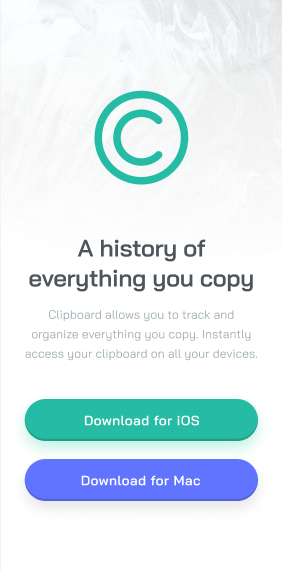 A history of
everything you copy
Clipboard allows you to track and
organize everything you copy. Instantly
access your clipboard on all your devices.
Download for iOS
Download for Mac